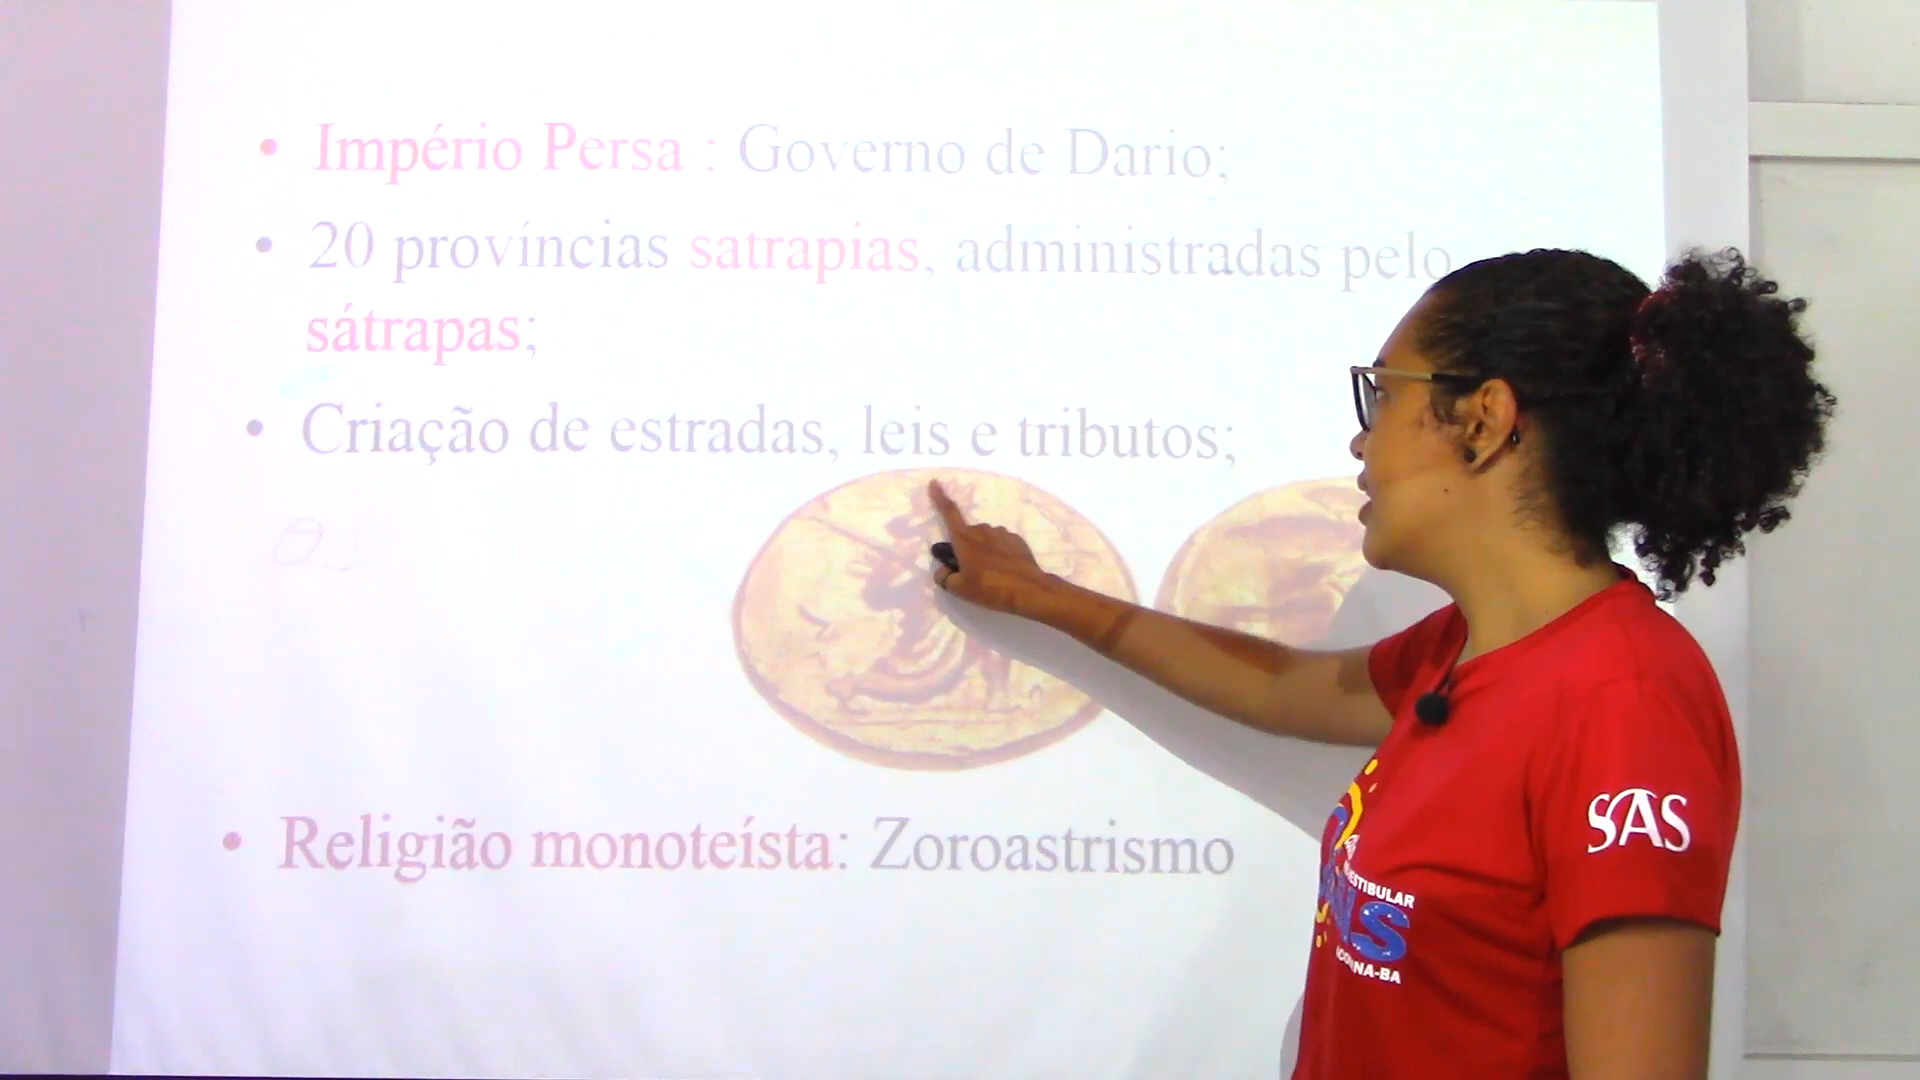 • Império Persa : Governo de Dario;
• 20 províncias satrapias, administradas pelo
sátrapas;
• Criação de estradas, leis e tributos;
• Religião monoteísta: Zoroastrismo
SAS